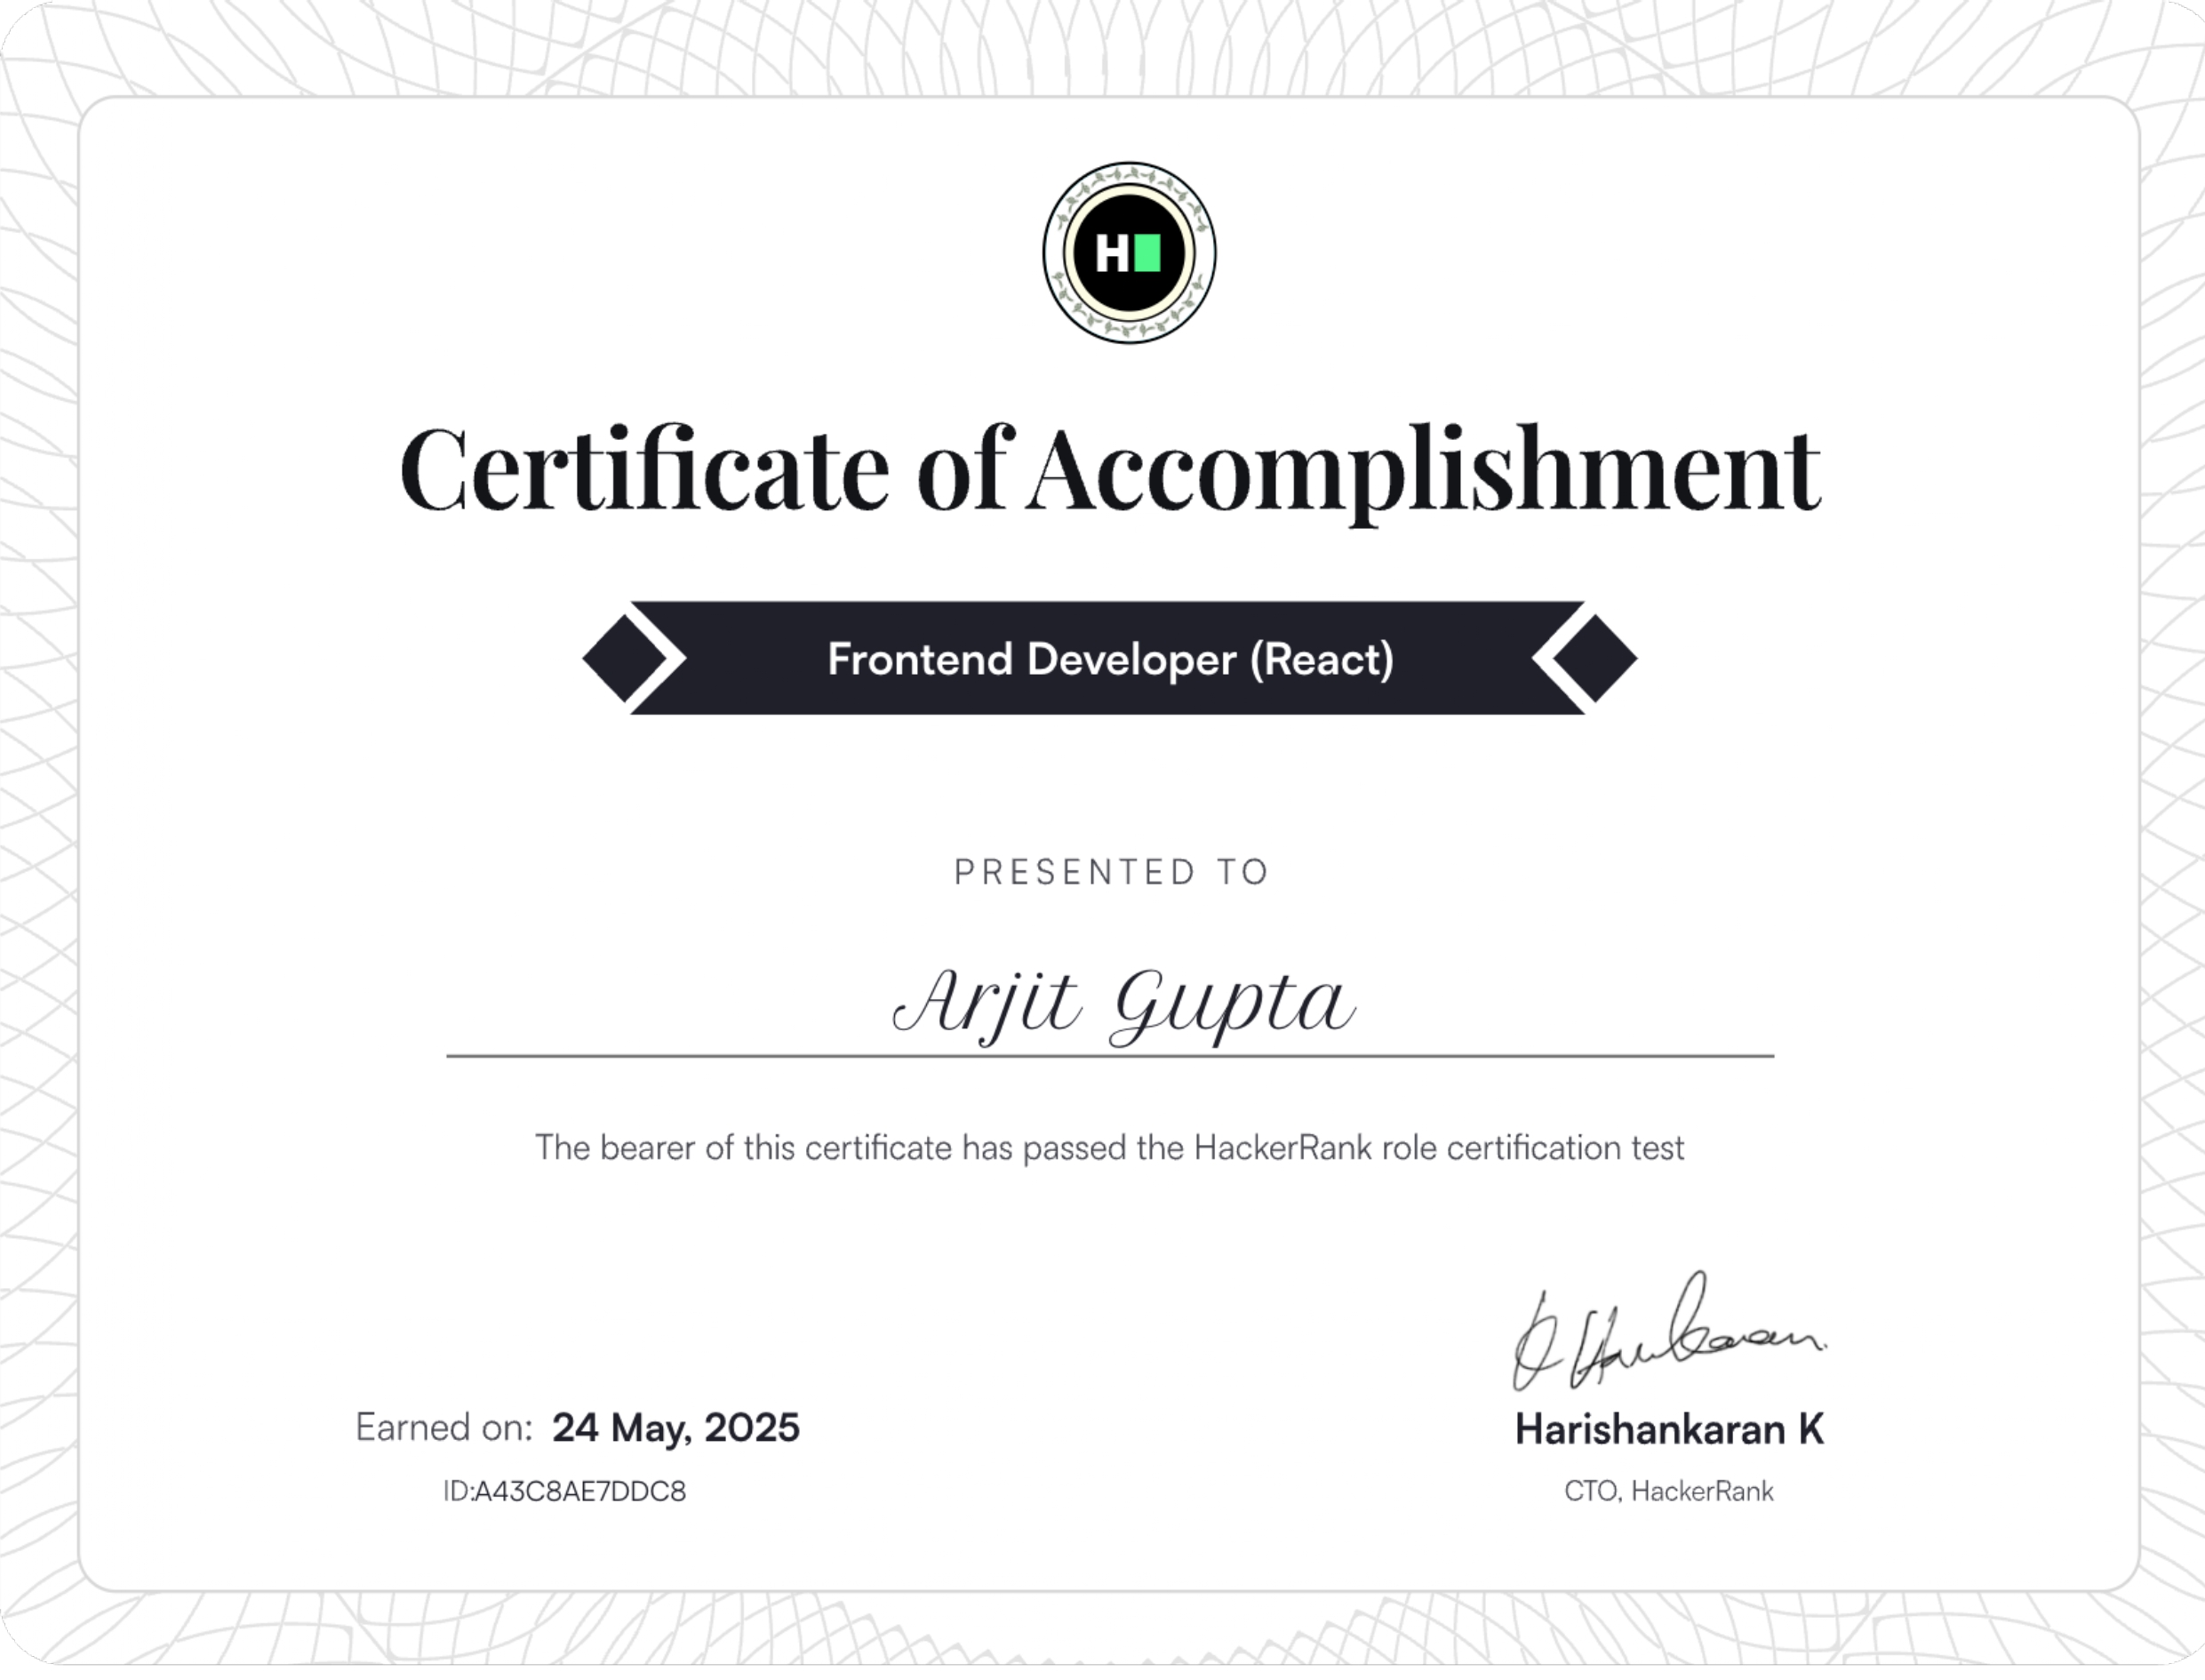 H
Certificate of Accomplishment
Frontend Developer (React)
PRESENTED TO
Arjit Gupta
The bearer of this certificate has passed the HackerRank role certification test
Earned on: 24 May, 2025
ID:A43C8AE7DDC8
Harishankaran K
CTO, HackerRank